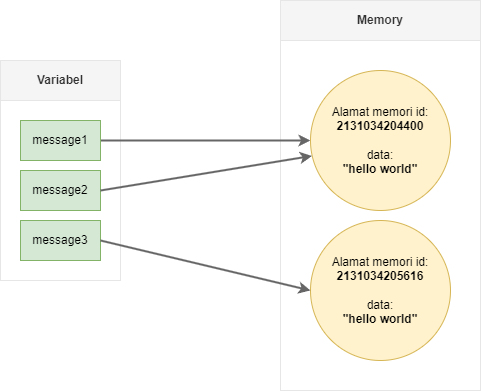 Memory
Variabel
message1
message2
message3
Alamat memori id:
2131034204400
data:
"hello world"
Alamat memori id:
2131034205616
data:
"hello world"